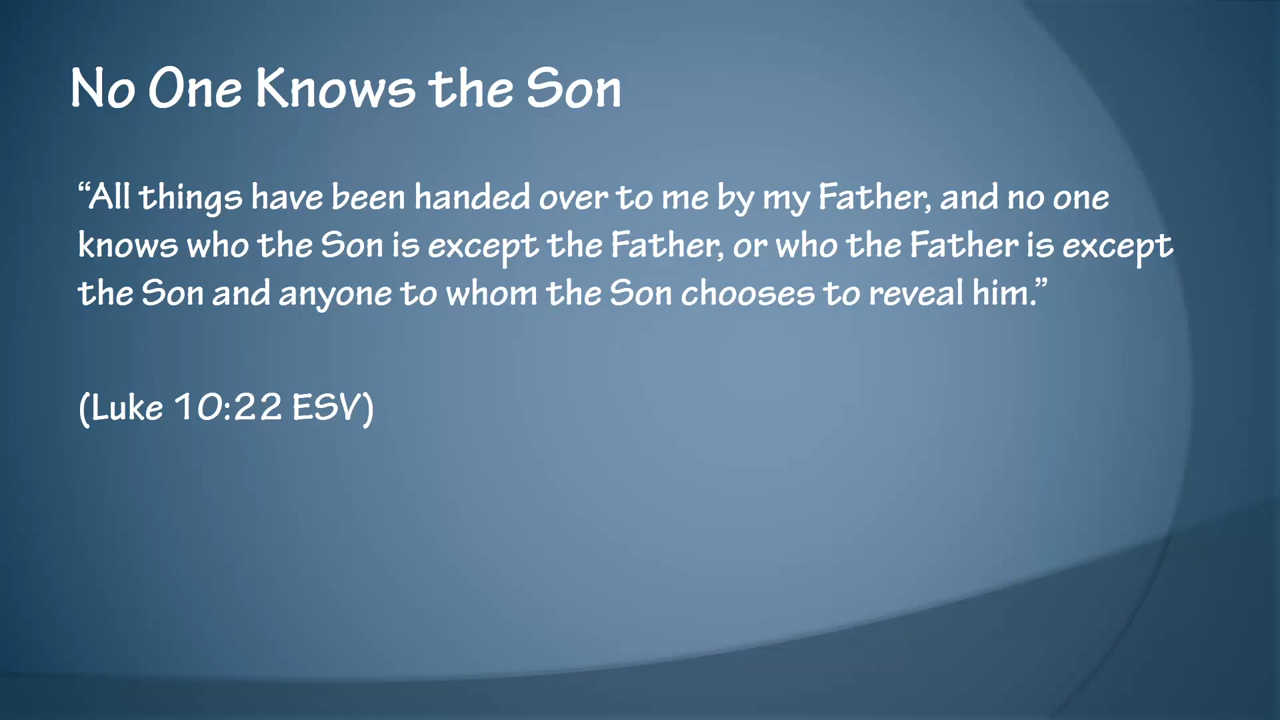 No One Knows the Son
“All things have been handed over to me by my Father, and no one
knows who the Son is except the Father, or who the Father is except
the Son and anyone to whom the Son chooses to reveal him.”
(Luke 10:22 ESV)